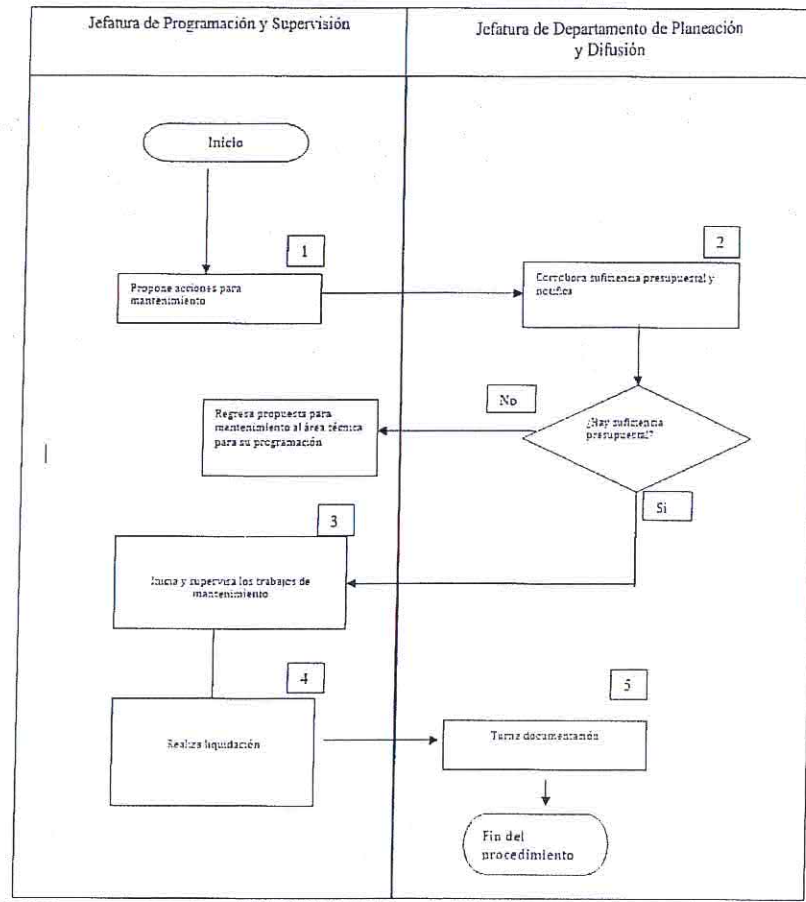 Jefatura de Programación y Supervisión
Jefatura de Departamento de Planeación
y Difusión
Inicio
1
Propone acciones para
mantenimiento
2
Corrobora suficiencia presupuestal y
notifica
¿Hay suficiencia
presupuestal?
No
Regresa propuesta para
mantenimiento al área técnica
para su programación
Si
3
Inicia y supervisa los trabajos de
mantenimiento
4
Realiza liquidación
5
Turna documentación
Fin del
procedimiento